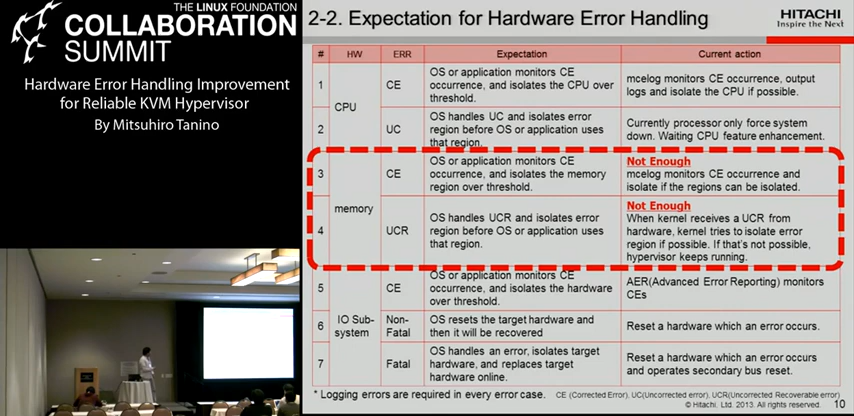 THE LINUX FOUNDATION
COLLABORATION
SUMMIT
Hardware Error Handling Improvement
for Reliable KVM Hypervisor
By Mitsuhiro Tanino
2-2. Expectation for Hardware Error Handling
HITACHI
Inspire the Next
# HW ERR Expectation Current action
1 CPU CE OS or application monitors CE
occurrence, and isolates the CPU over
threshold.
mcelog monitors CE occurrence, output
logs and isolate the CPU if possible.
2 UC OS handles UC and isolates error
region before OS or application uses
that region.
Currently processor only force system
down. Waiting CPU feature enhancement.
3 memory CE OS or application monitors CE
occurrence, and isolates the memory
region over threshold.
Not Enough
mcelog monitors CE occurrence and
isolate if the regions can be isolated.
4 UCR OS handles UCR and isolates error
region before OS or application uses
that region.
Not Enough
When kernel receives a UCR from
hardware, kernel tries to isolate error
region if possible. If that's not possible,
hypervisor keeps running.
5 IO Sub-
system
CE OS or application monitors CE
occurrence, and isolates the hardware
over threshold.
AER(Advanced Error Reporting) monitors
CEs
6 Non-
Fatal
OS resets the target hardware and
then it will be recovered
Reset a hardware which an error occurs.
7 Fatal OS handles an error, isolates target
hardware, and replaces target
hardware online.
Reset a hardware which an error occurs
and operates secondary bus reset.
* Logging errors are required in every error case. CE (Corrected Error), UC(Uncorrected error), UCR(Uncorrected Recoverable error)
© Hitachi, Ltd. 2013. All rights reserved. 10